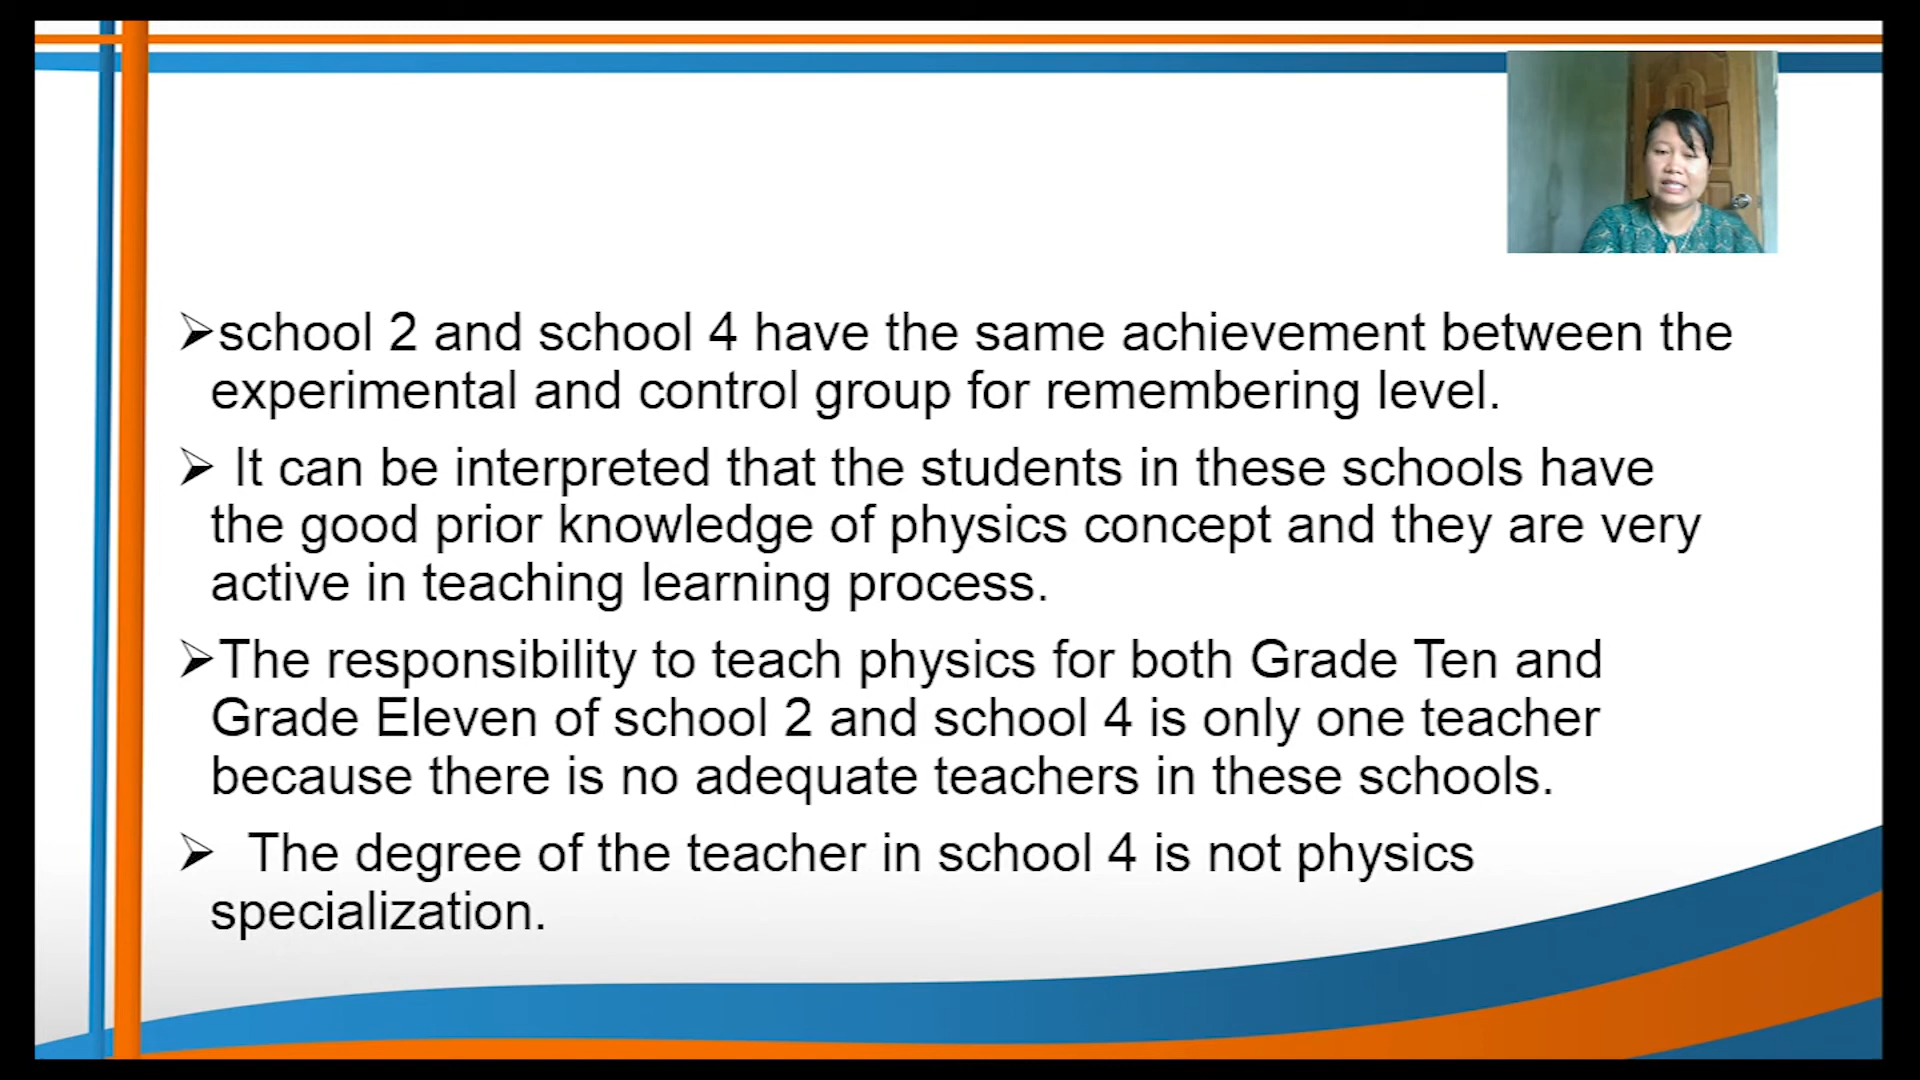 ➢school 2 and school 4 have the same achievement between the
experimental and control group for remembering level.
➢ It can be interpreted that the students in these schools have
the good prior knowledge of physics concept and they are very
active in teaching learning process.
➢The responsibility to teach physics for both Grade Ten and
Grade Eleven of school 2 and school 4 is only one teacher
because there is no adequate teachers in these schools.
➢ The degree of the teacher in school 4 is not physics
specialization.